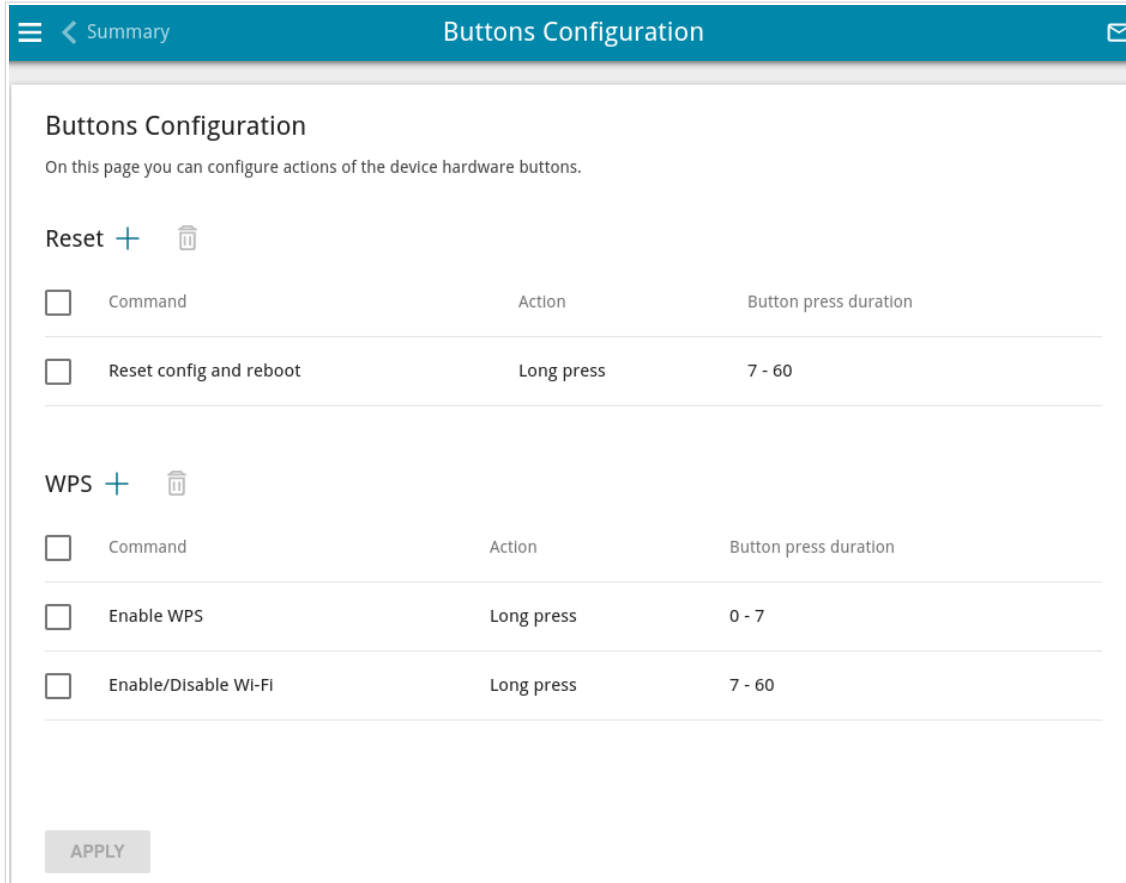 Summary Buttons Configuration
Buttons Configuration
On this page you can configure actions of the device hardware buttons.
Reset
Command Action Button press duration
Reset config and reboot Long press 7 - 60
WPS
Command Action Button press duration
Enable WPS Long press 0 - 7
Enable/Disable Wi-Fi Long press 7 - 60
APPLY